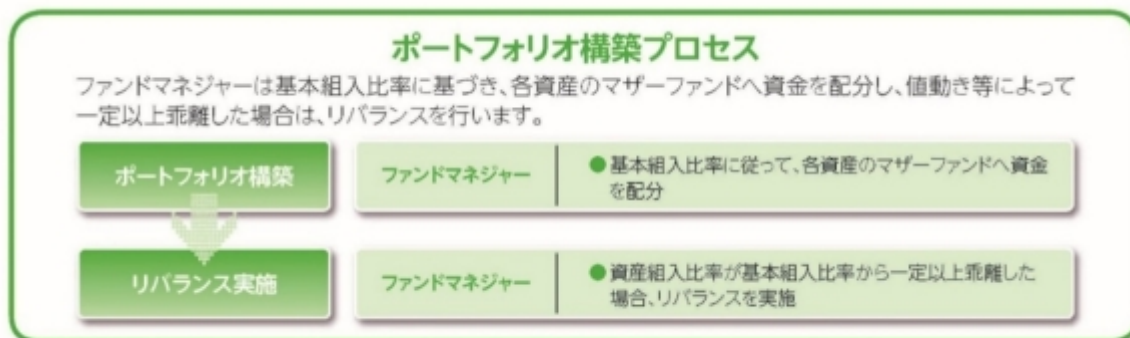 ポートフォリオ構築プロセス
ファンドマネジャーは基本組入比率に基づき、各資産のマザーファンドへ資金を配分し、値動き等によって
一定以上乖離した場合は、リバランスを行います。
ポートフォリオ構築
ファンドマネジャー
●基本組入比率に従って、各資産のマザーファンドへ資金
を配分
リバランス実施
ファンドマネジャー
●資産組入比率が基本組入比率から一定以上乖離した
場合、リバランスを実施